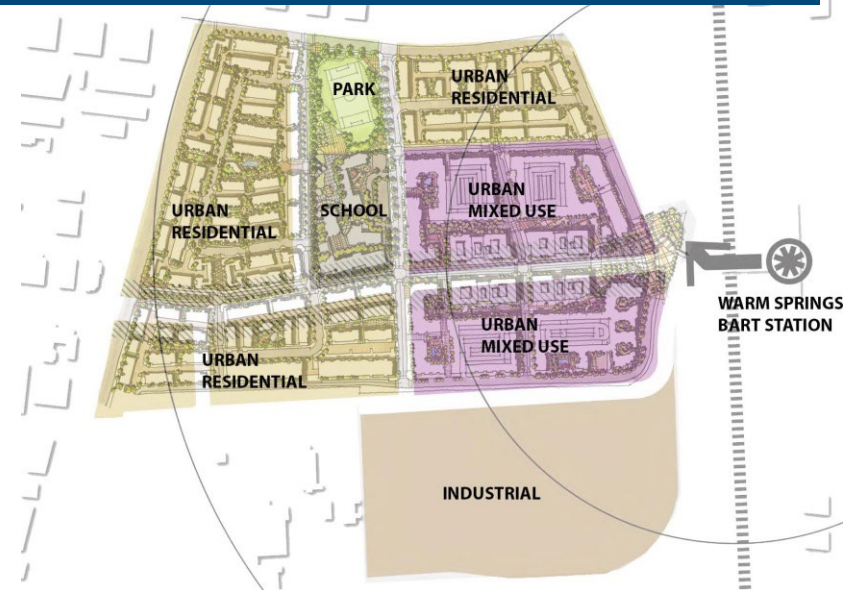 PARK
URBAN
RESIDENTIAL
URBAN
RESIDENTIAL
SCHOOL
URBAN
MIXED USE
WARM SPRINGS
BART STATION
URBAN
MIXED USE
URBAN
RESIDENTIAL
INDUSTRIAL